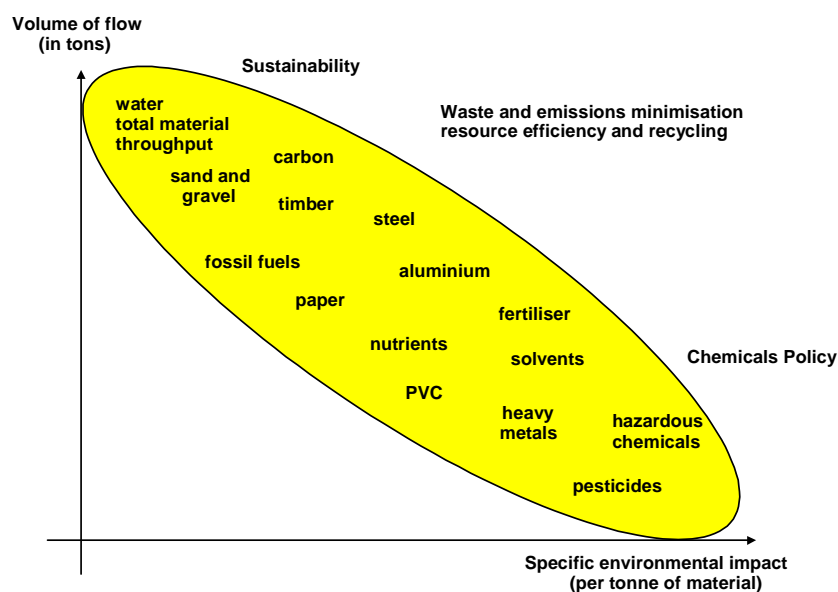 Volume of flow
(in tons)
Sustainability
water
total material
throughput
Waste and emissions minimisation
resource efficiency and recycling
carbon
sand and
gravel
timber
steel
fossil fuels
aluminium
paper
fertiliser
nutrients
solvents
Chemicals Policy
PVC
heavy
metals
hazardous
chemicals
pesticides
Specific environmental impact
(per tonne of material)